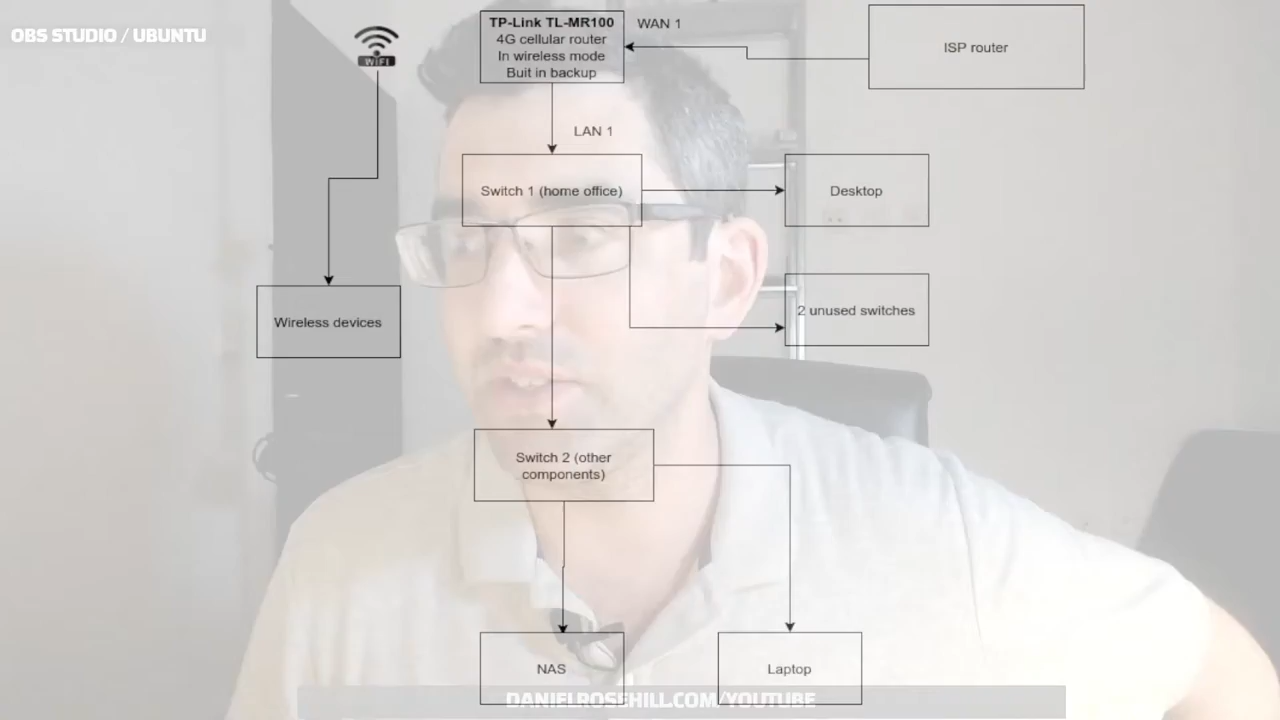 OBS STUDIO / UBUNTU
WiFi
TP-Link TL-MR100
4G cellular router
In wireless mode
Buit in backup
WAN 1
ISP router
LAN 1
Switch 1 (home office)
Desktop
2 unused switches
Wireless devices
Switch 2 (other
components)
NAS
Laptop
DANIELROSEHILL.COM/YOUTUBE